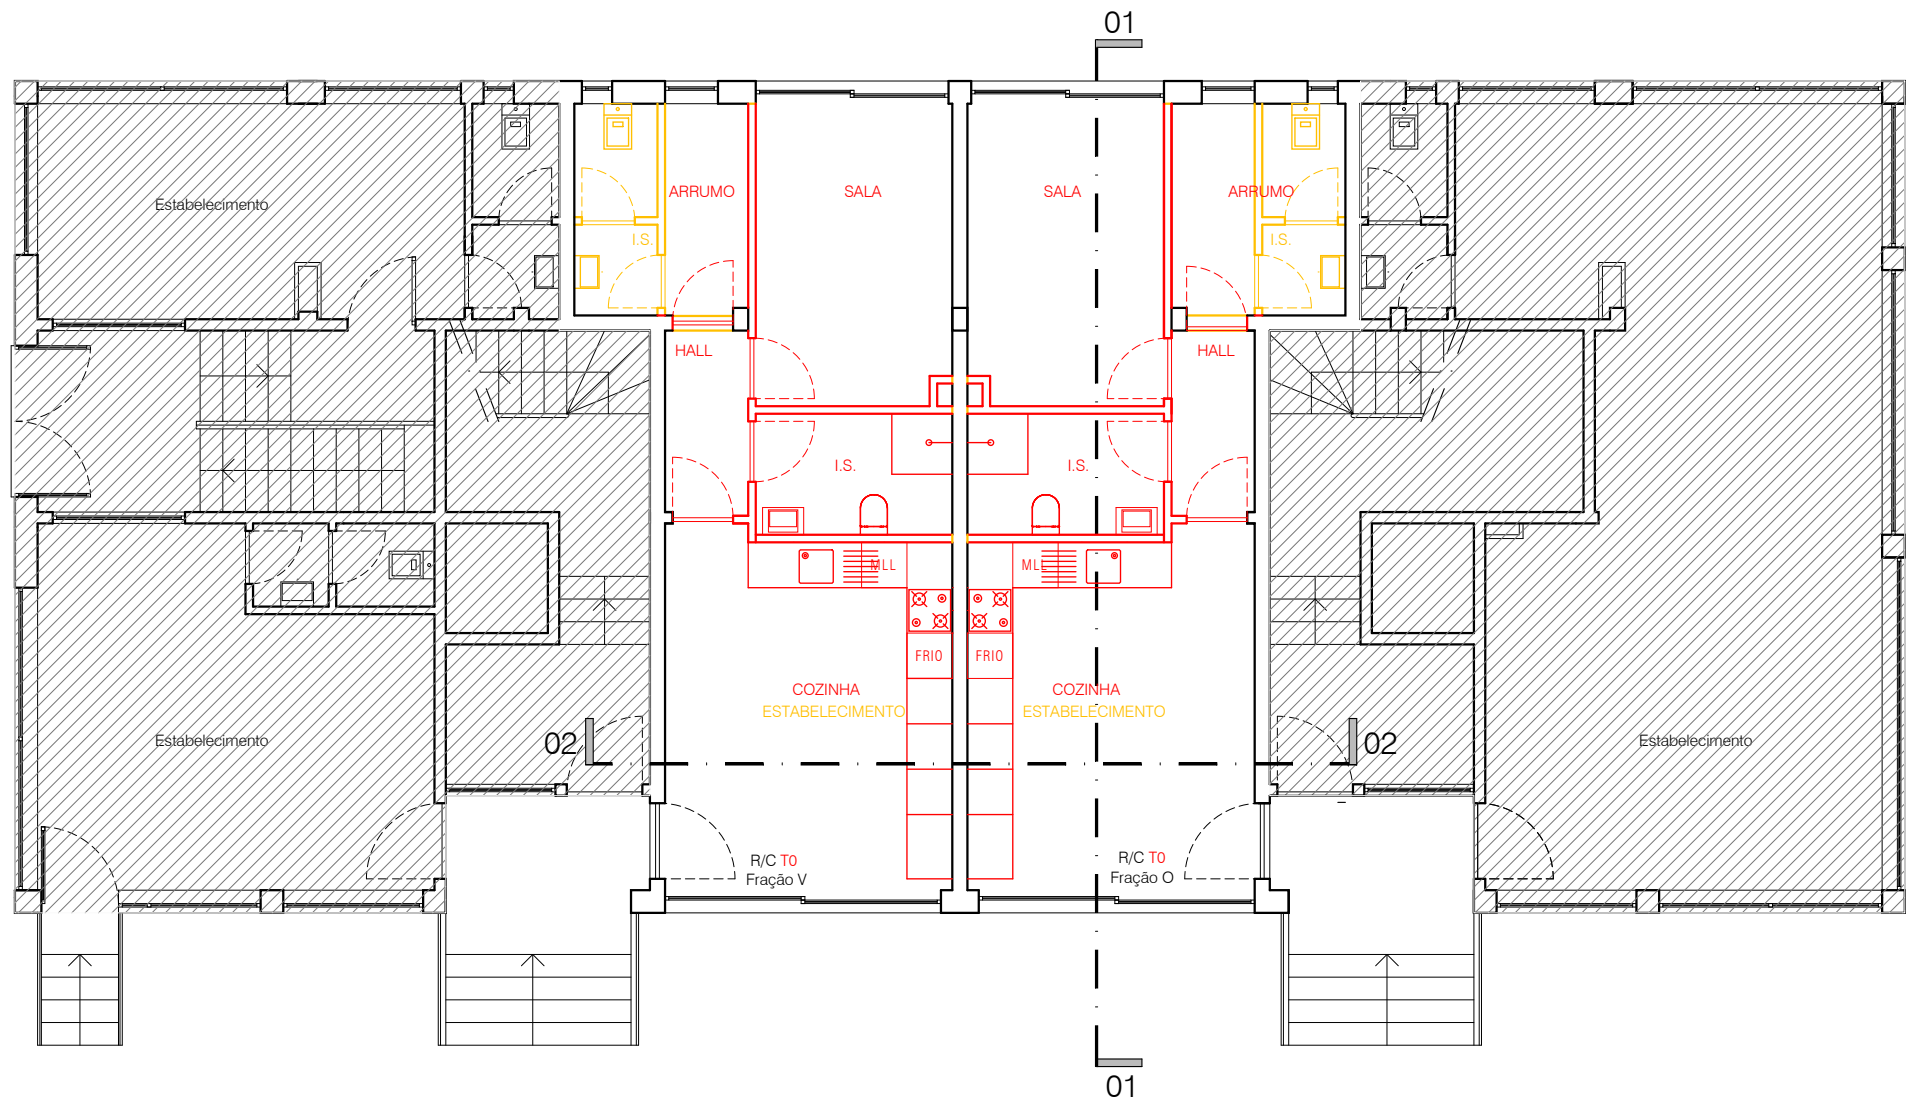 01
Estabelecimento
ARRUMO
SALA
SALA
ARRUMO
I.S.
I.S.
HALL
HALL
I.S.
I.S.
MLL
MLL
FRIO
FRIO
COZINHA
ESTABELECIMENTO
COZINHA
ESTABELECIMENTO
Estabelecimento
02
02
Estabelecimento
R/C T0
Fração V
R/C T0
Fração O
01